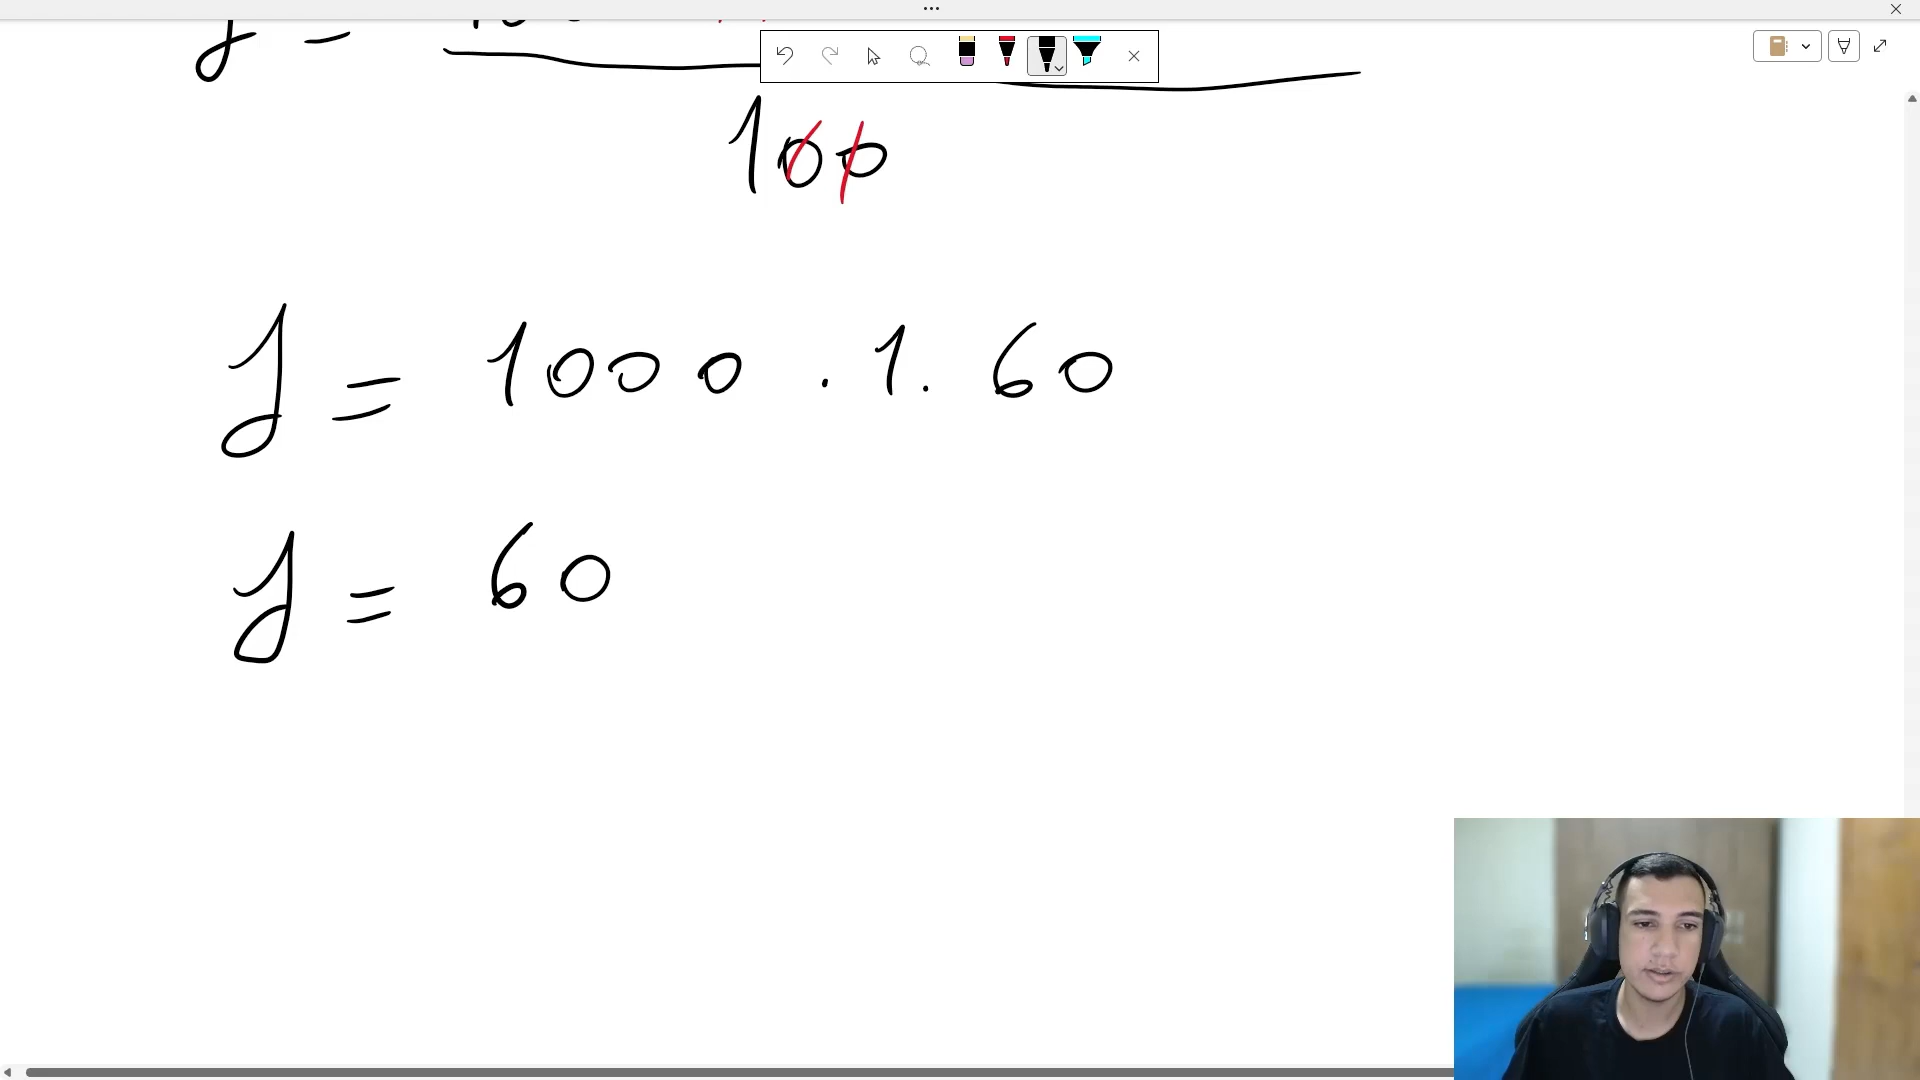 J =
100
J = 1000 . 1. 60
J = 60